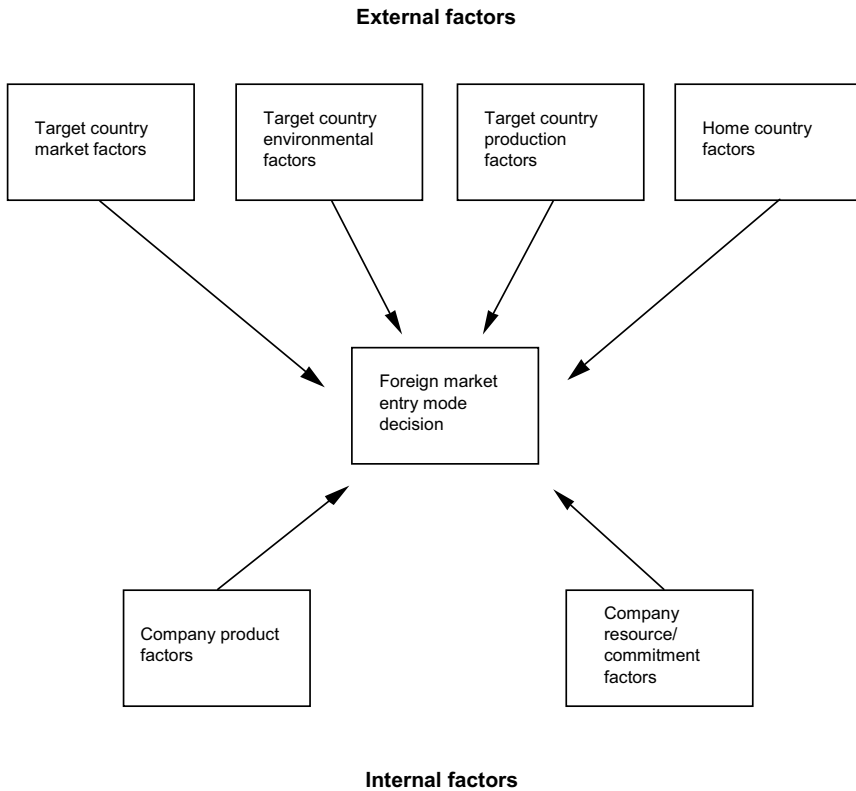 External factors
Target country
market factors
Target country
environmental
factors
Target country
production
factors
Home country
factors
Foreign market
entry mode
decision
Company product
factors
Company
resource/
commitment
factors
Internal factors